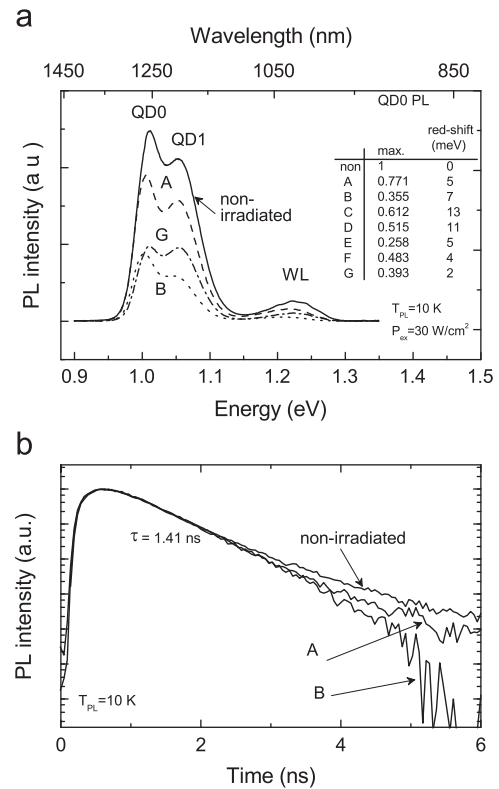 a
Wavelength (nm)
1450 1250 1050 850
QD0 PL
QD0
QD1
red-shift
max. (meV)
non 1 0
A 0.771 5
B 0.355 7
C 0.612 13
D 0.515 11
E 0.258 5
F 0.483 4
G 0.393 2
A
non-
irradiated
G
B
WL
T_PL=10 K
P_ex=30 W/cm²
PL intensity (a u )
0.9 1.0 1.1 1.2 1.3 1.4 1.5
Energy (eV)
b
τ = 1.41 ns
non-irradiated
A
B
T_PL=10 K
PL intensity (a.u.)
0 2 4 6
Time (ns)